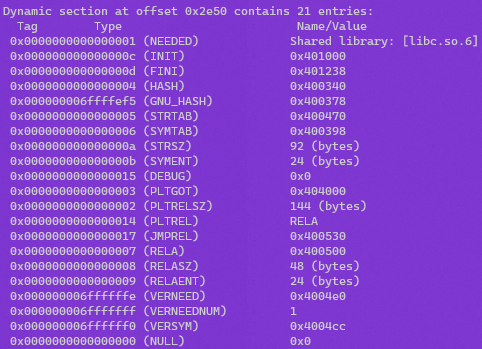 Dynamic section at offset 0x2e50 contains 21 entries:
  Tag        Type                         Name/Value
 0x0000000000000001 (NEEDED)             Shared library: [libc.so.6]
 0x000000000000000c (INIT)               0x401000
 0x000000000000000d (FINI)               0x401238
 0x0000000000000004 (HASH)               0x400340
 0x000000006ffffef5 (GNU_HASH)           0x400378
 0x0000000000000005 (STRTAB)             0x400470
 0x0000000000000006 (SYMTAB)             0x400398
 0x000000000000000a (STRSZ)              92 (bytes)
 0x000000000000000b (SYMENT)             24 (bytes)
 0x0000000000000015 (DEBUG)              0x0
 0x0000000000000003 (PLTGOT)             0x404000
 0x0000000000000002 (PLTRELSZ)           144 (bytes)
 0x0000000000000014 (PLTREL)             RELA
 0x0000000000000017 (JMPREL)             0x400530
 0x0000000000000007 (RELA)               0x400500
 0x0000000000000008 (RELASZ)             48 (bytes)
 0x0000000000000009 (RELAENT)            24 (bytes)
 0x000000006ffffffe (VERNEED)            0x4004e0
 0x000000006fffffff (VERNEEDNUM)         1
 0x000000006ffffff0 (VERSYM)             0x4004cc
 0x0000000000000000 (NULL)               0x0